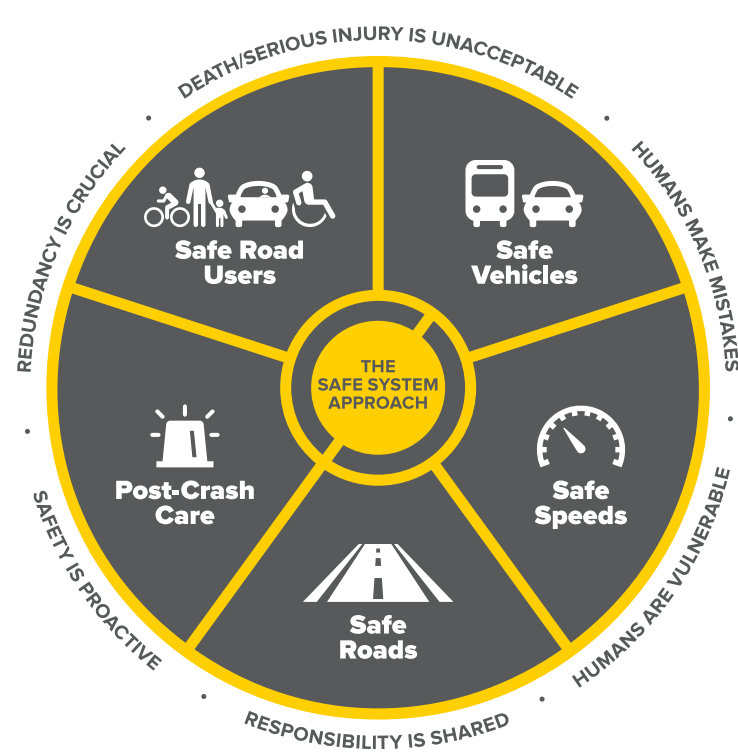 DEATH/SERIOUS INJURY IS UNACCEPTABLE
HUMANS MAKE MISTAKES
HUMANS ARE VULNERABLE
RESPONSIBILITY IS SHARED
SAFETY IS PROACTIVE
REDUNDANCY IS CRUCIAL
Safe Road
Users
Safe
Vehicles
Safe
Speeds
Safe
Roads
Post-Crash
Care
THE
SAFE SYSTEM
APPROACH